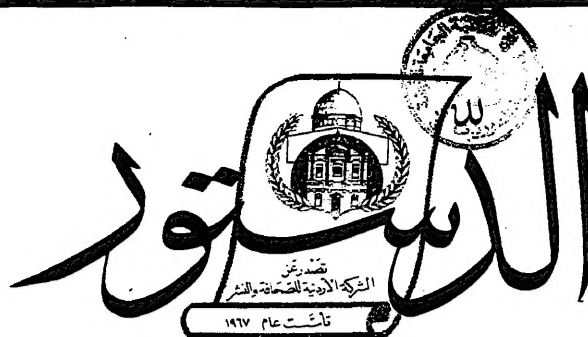 الدستور
تصدر عن
الشركة الأردنية للصحافة والنشر
تأسست عام ١٩٦٧